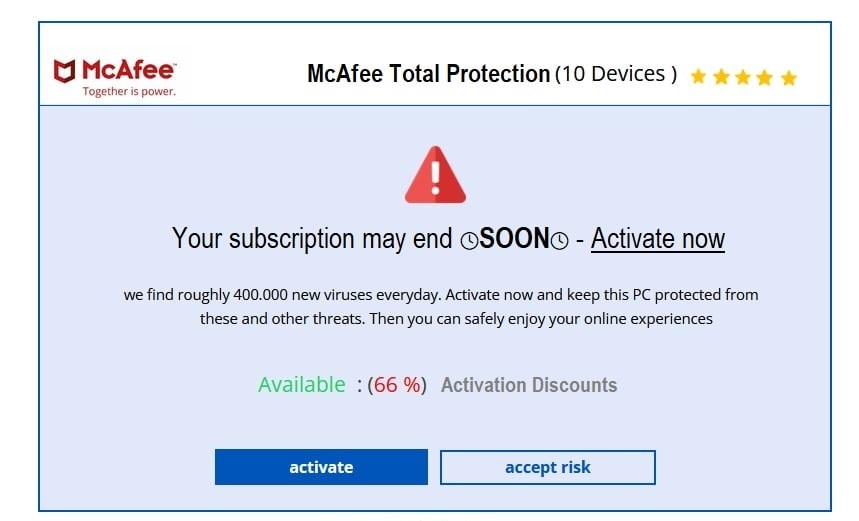 McAfee™
Together is power.
McAfee Total Protection (10 Devices )
Your subscription may end SOON - Activate now
we find roughly 400.000 new viruses everyday. Activate now and keep this PC protected from
these and other threats. Then you can safely enjoy your online experiences
Available : (66 %) Activation Discounts
activate
accept risk